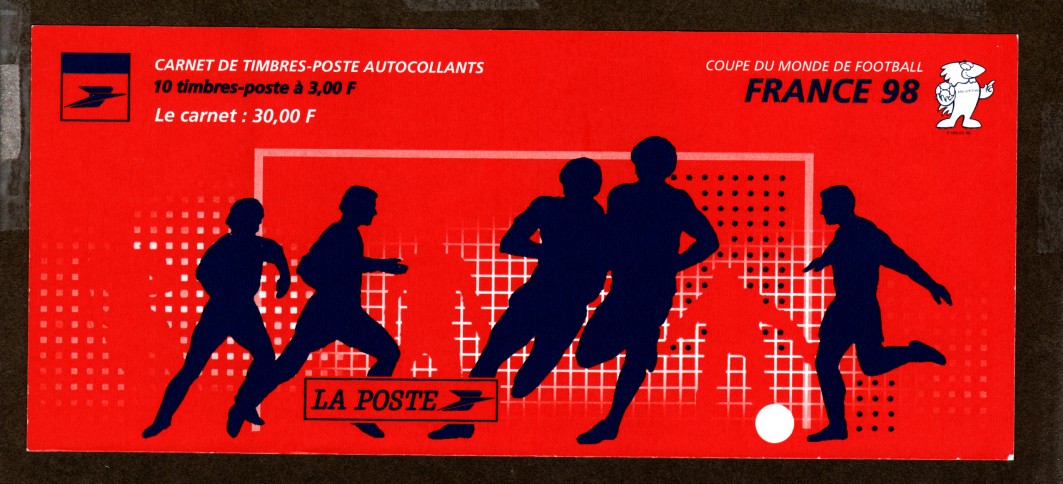 CARNET DE TIMBRES-POSTE AUTOCOLLANTS
10 timbres-poste à 3,00 F
Le carnet : 30,00 F
COUPE DU MONDE DE FOOTBALL
FRANCE 98
LA POSTE